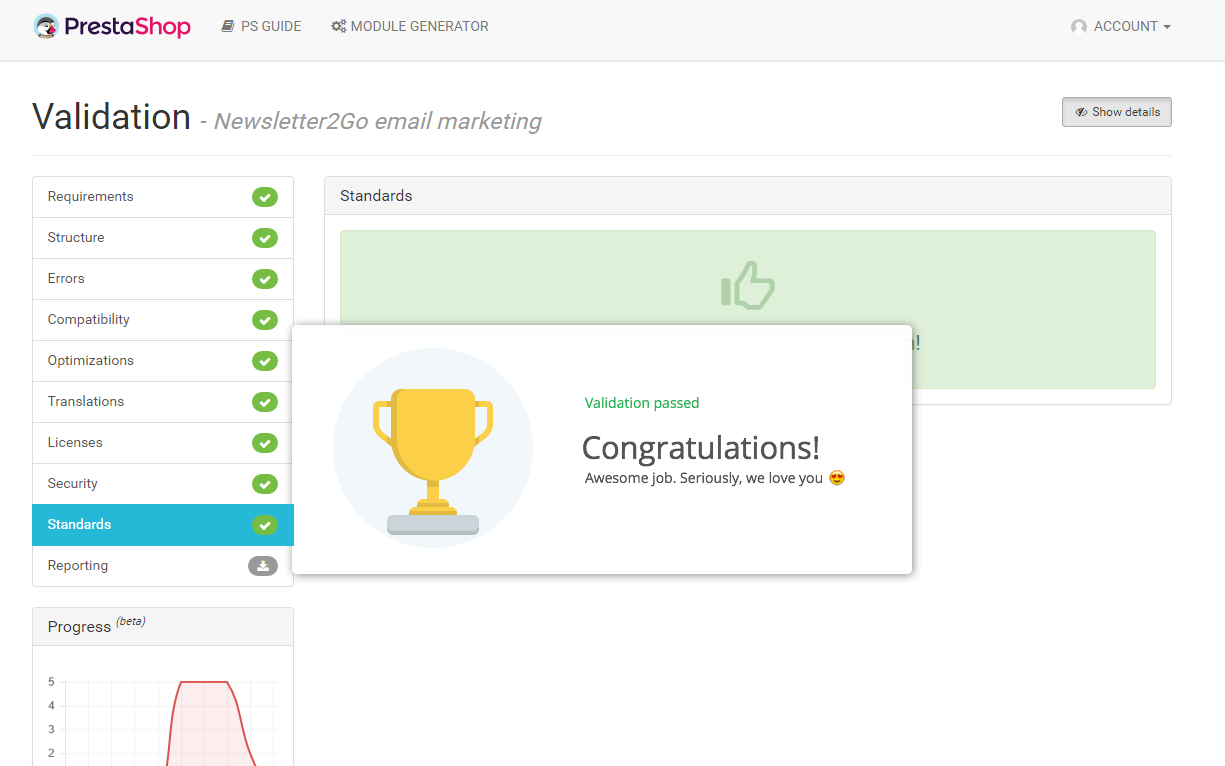 PrestaShop PS GUIDE MODULE GENERATOR ACCOUNT
Validation - Newsletter2Go email marketing
Show details
Requirements
Structure
Errors
Compatibility
Optimizations
Translations
Licenses
Security
Standards
Reporting
Standards
Validation passed
Congratulations!
Awesome job. Seriously, we love you 😍
Progress (beta)
5
4
3
2